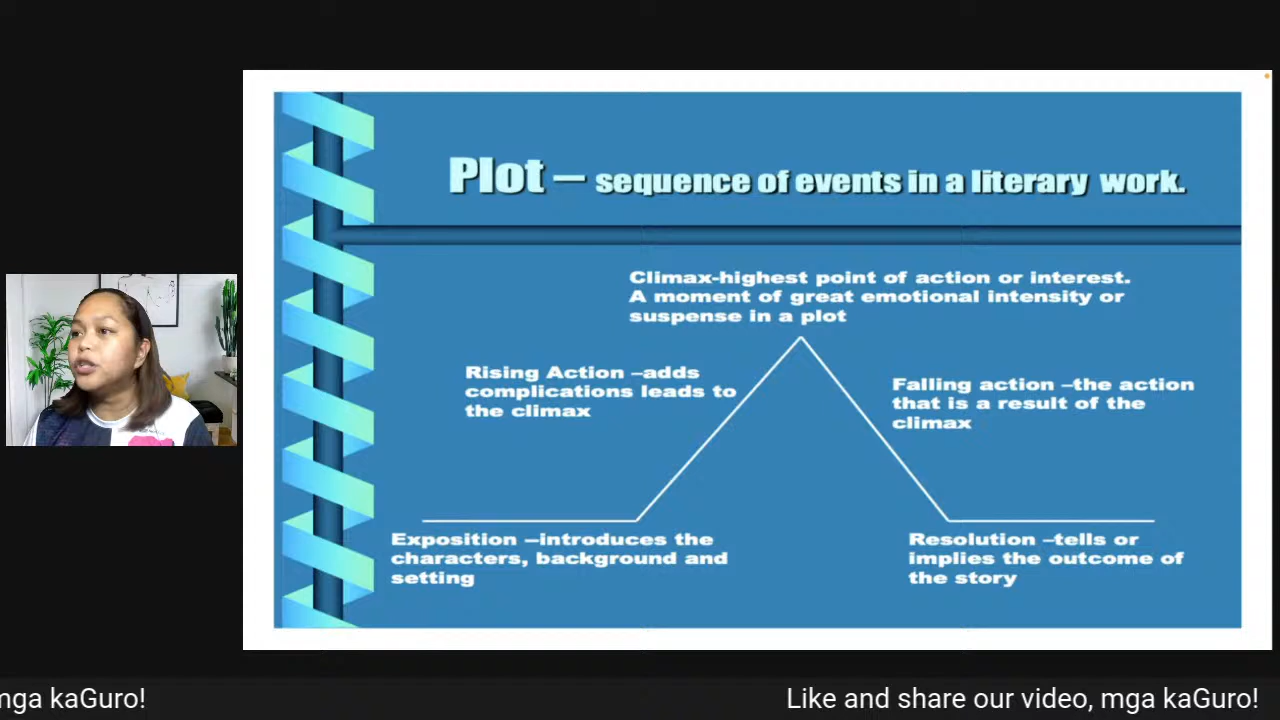 Plot – sequence of events in a literary work.
Climax-highest point of action or interest.
A moment of great emotional intensity or
suspense in a plot
Rising Action –adds
complications leads to
the climax
Falling action –the action
that is a result of the
climax
Exposition –introduces the
characters, background and
setting
Resolution –tells or
implies the outcome of
the story
mga kaGuro!
Like and share our video, mga kaGuro!